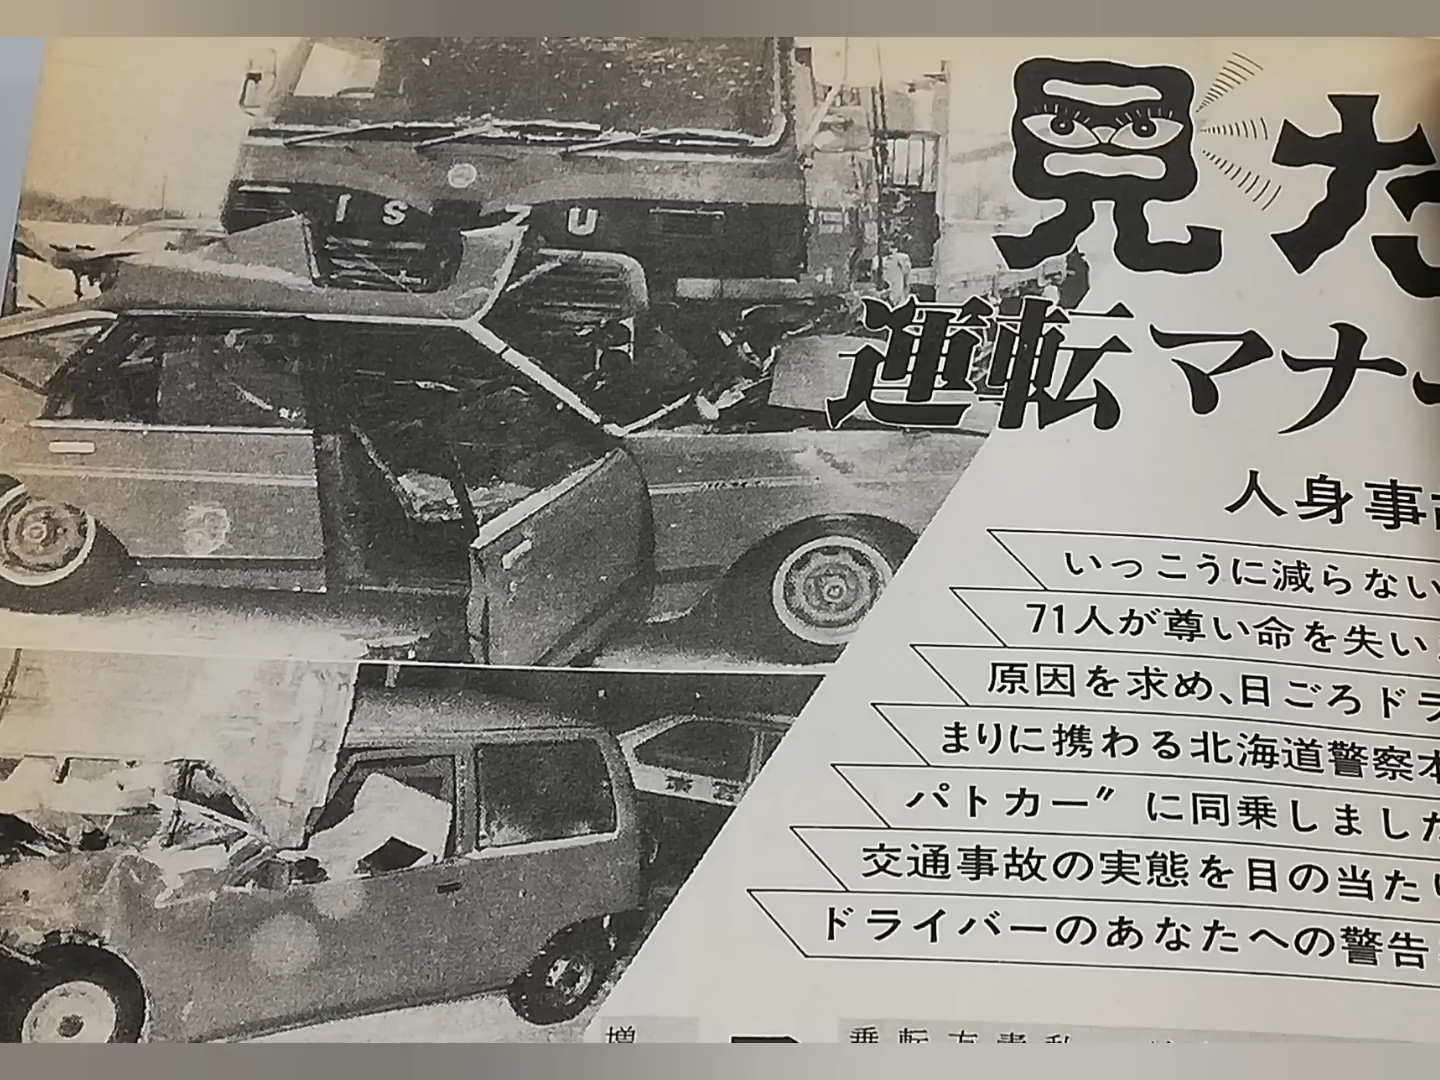 見た
運転マナ
人身事故
いっこうに減らない
71人が尊い命を失い
原因を求め、日ごろドラ
まりに携わる北海道警察本
パトカー〃に同乗しました
交通事故の実態を目の当たり
ドライバーのあなたへの警告
ISUZU
増